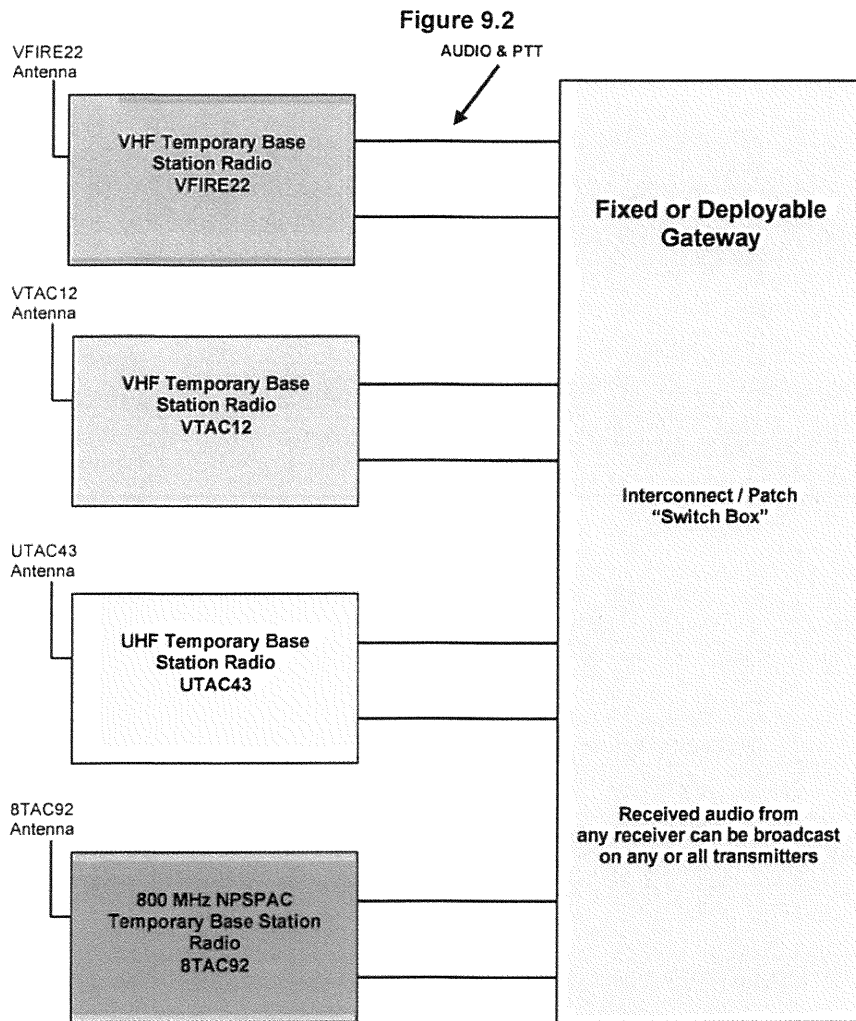 Figure 9.2
AUDIO & PTT
VFIRE22
Antenna
VHF Temporary Base
Station Radio
VFIRE22
Fixed or Deployable
Gateway
VTAC12
Antenna
VHF Temporary Base
Station Radio
VTAC12
Interconnect / Patch
“Switch Box”
UTAC43
Antenna
UHF Temporary Base
Station Radio
UTAC43
8TAC92
Antenna
800 MHz NPSPAC
Temporary Base Station
Radio
8TAC92
Received audio from
any receiver can be broadcast
on any or all transmitters